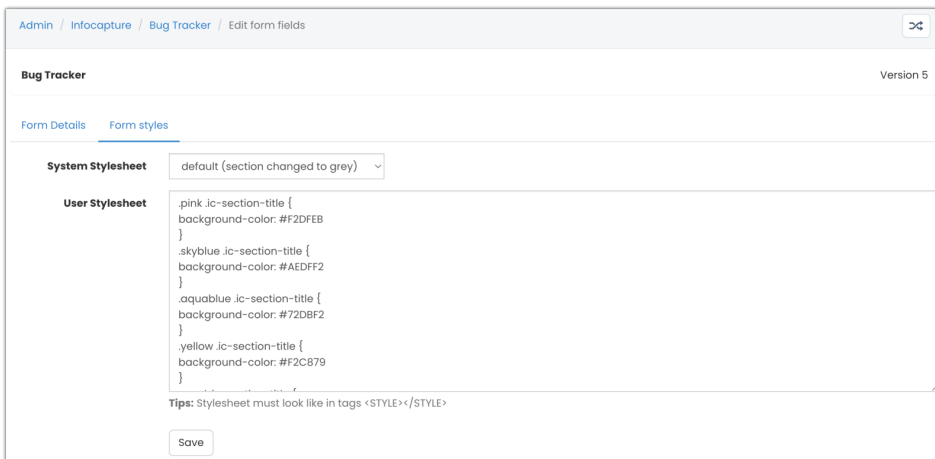 Admin / Infocapture / Bug Tracker / Edit form fields
Bug Tracker Version 5
Form Details Form styles
System Stylesheet default (section changed to grey)
User Stylesheet .pink .ic-section-title {
background-color: #F2DFEB
}
.skyblue .ic-section-title {
background-color: #AEDFF2
}
.aquablue .ic-section-title {
background-color: #72DBF2
}
.yellow .ic-section-title {
background-color: #F2C879
}
Tips: Stylesheet must look like in tags <STYLE></STYLE>
Save